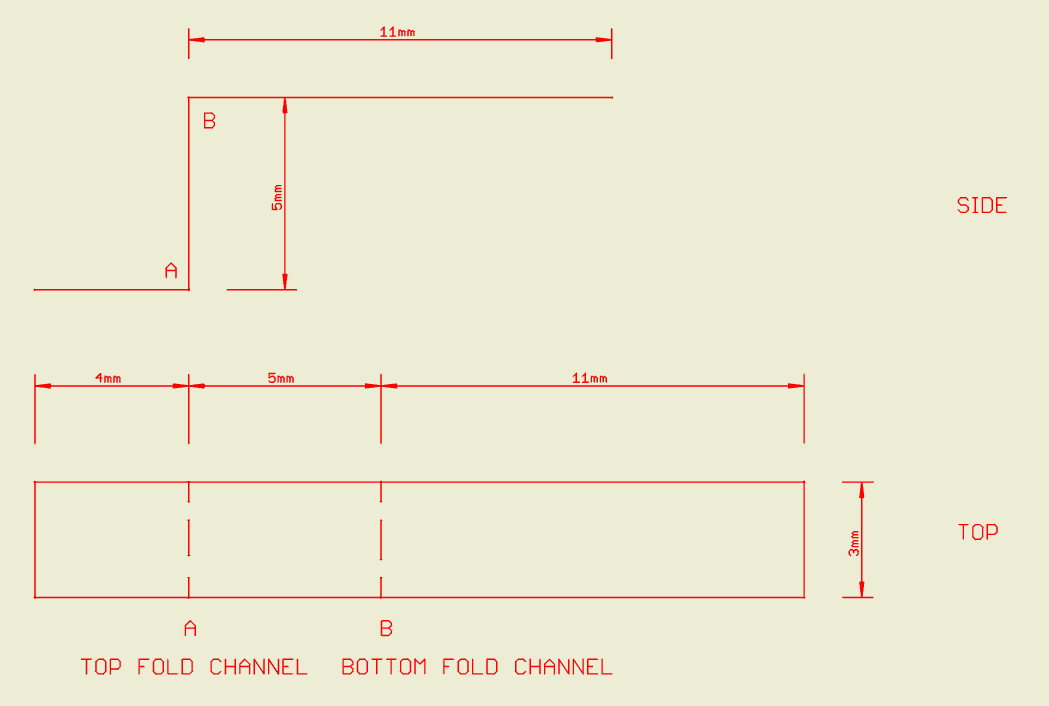 11mm
B
5mm
SIDE
A
4mm 5mm 11mm
3mm
TOP
A B
TOP FOLD CHANNEL BOTTOM FOLD CHANNEL